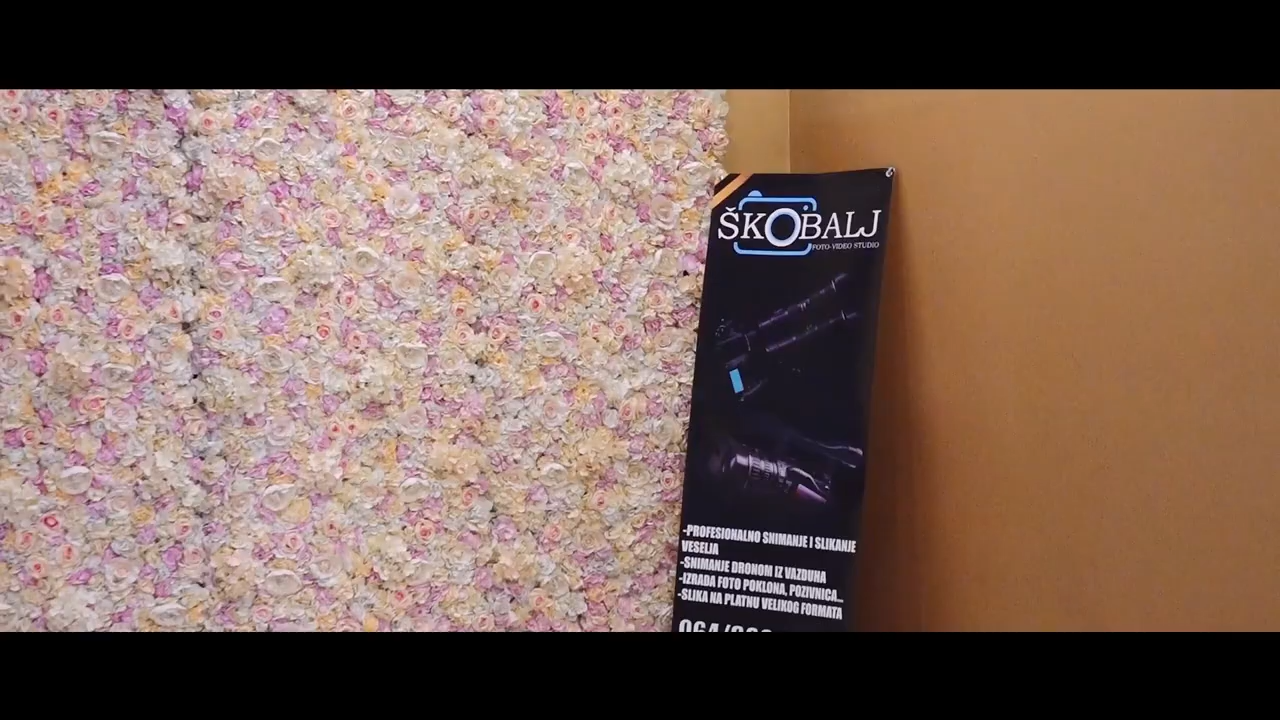 ŠKOBALJ
FOTO-VIDEO STUDIO
-PROFESIONALNO SNIMANJE I SLIKANJE
VESELJA
-SNIMANJE DRONOM IZ VAZDUHA
-IZRADA FOTO POKLONA, POZIVNICA...
-SLIKA NA PLATNU VELIKOG FORMATA